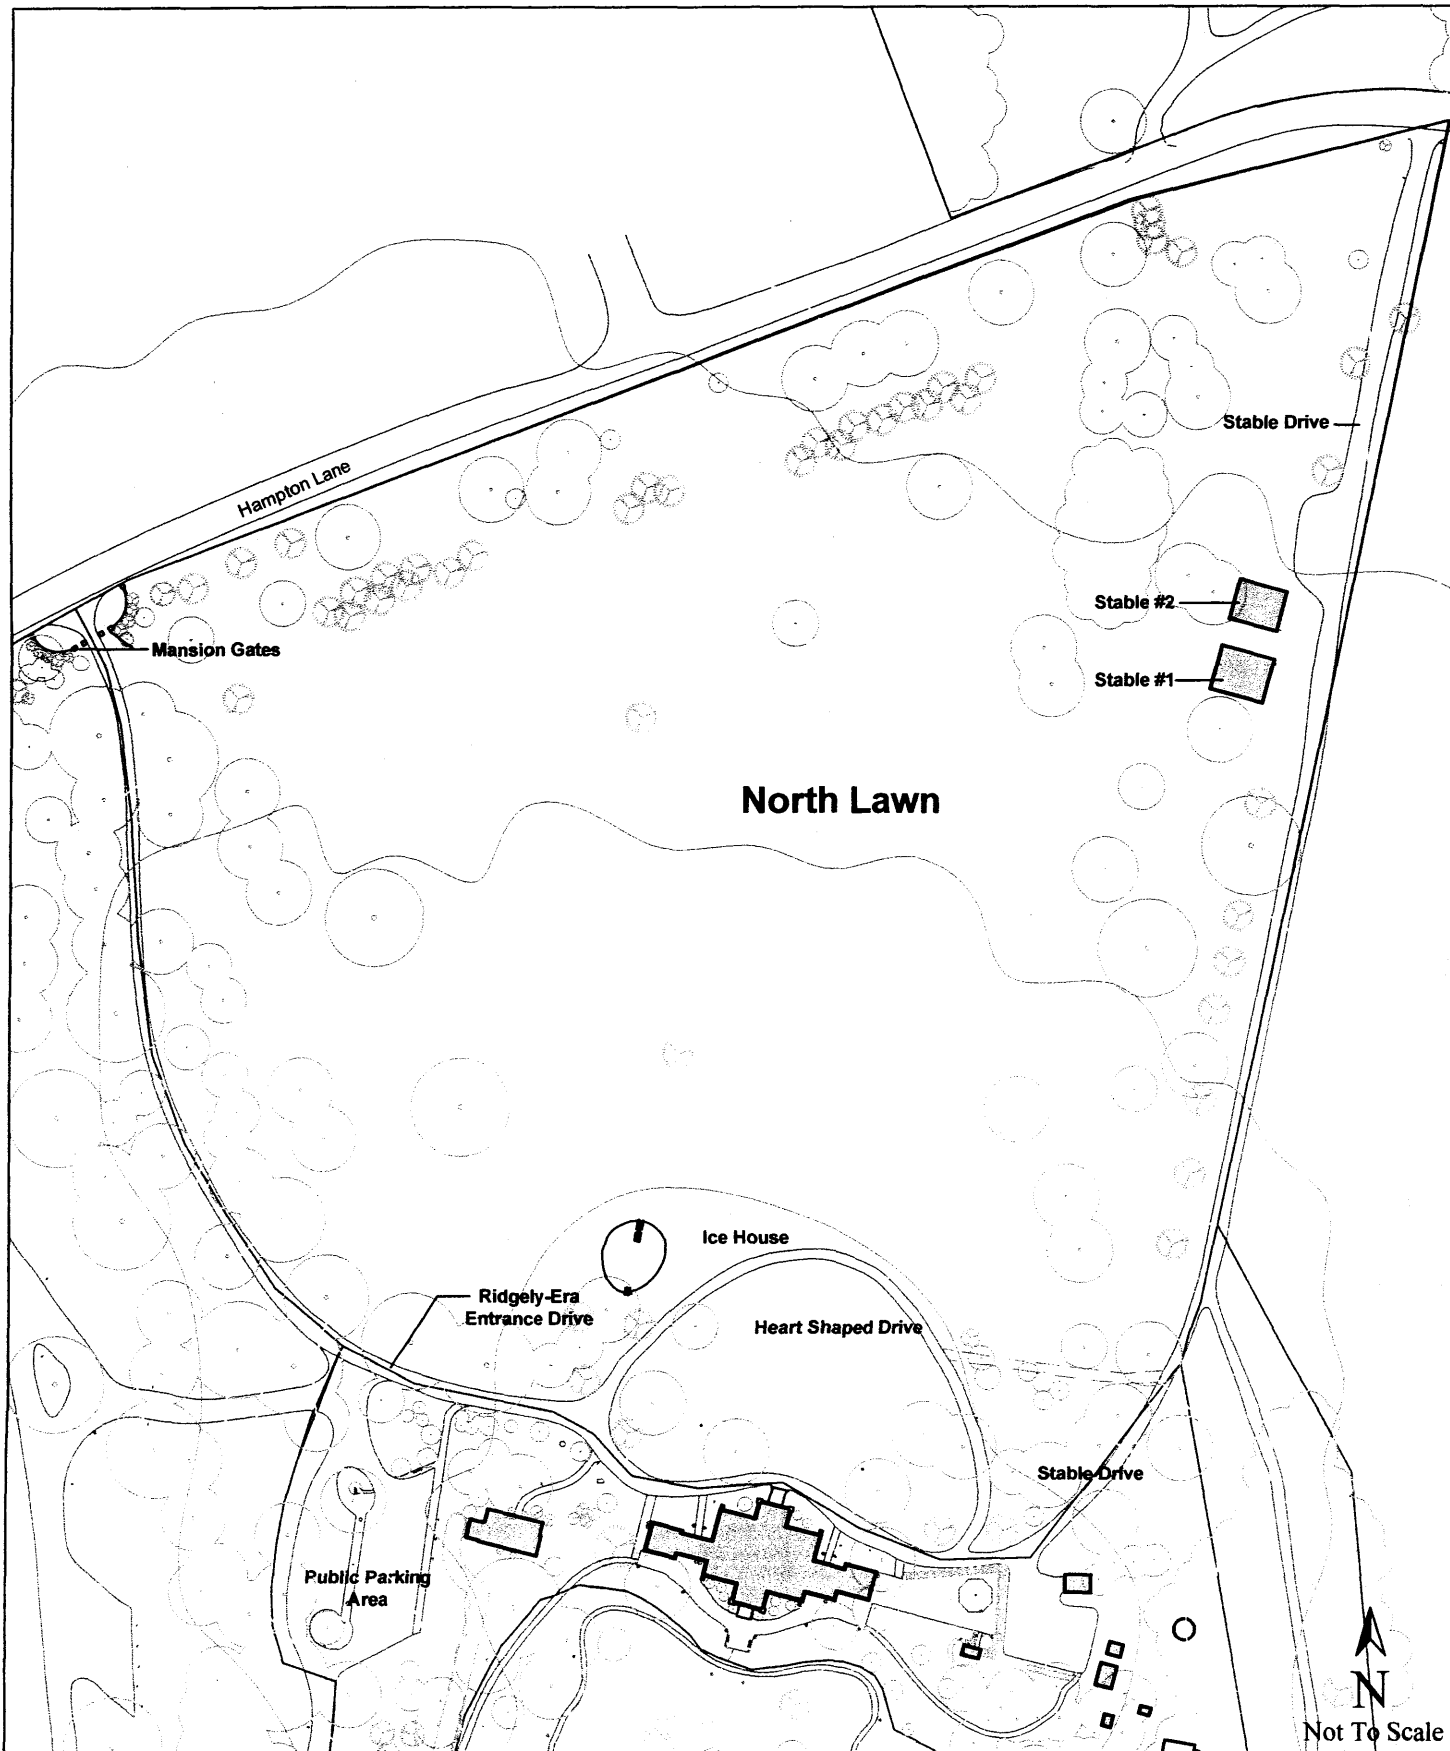 Stable Drive
Hampton Lane
Stable #2
Mansion Gates
Stable #1
North Lawn
Ice House
Ridgely-Era
Entrance Drive
Heart Shaped Drive
Stable Drive
Public Parking
Area
N
Not To Scale